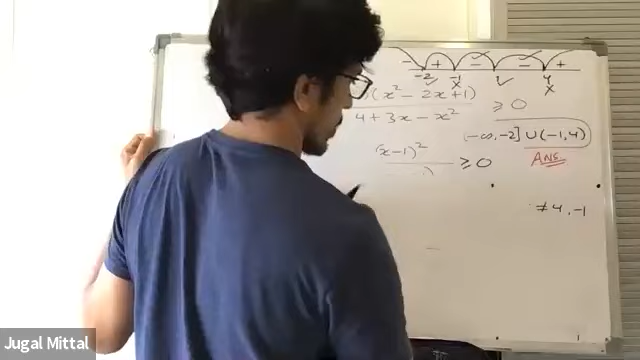 - + - - +
-2 -1 1 4
x x
(x² - 2x + 1) ≥ 0
4 + 3x - x²
(-∞, -2] ∪ (-1, 4)
Ans
(x-1)² ≥ 0
≠ 4, -1
Jugal Mittal